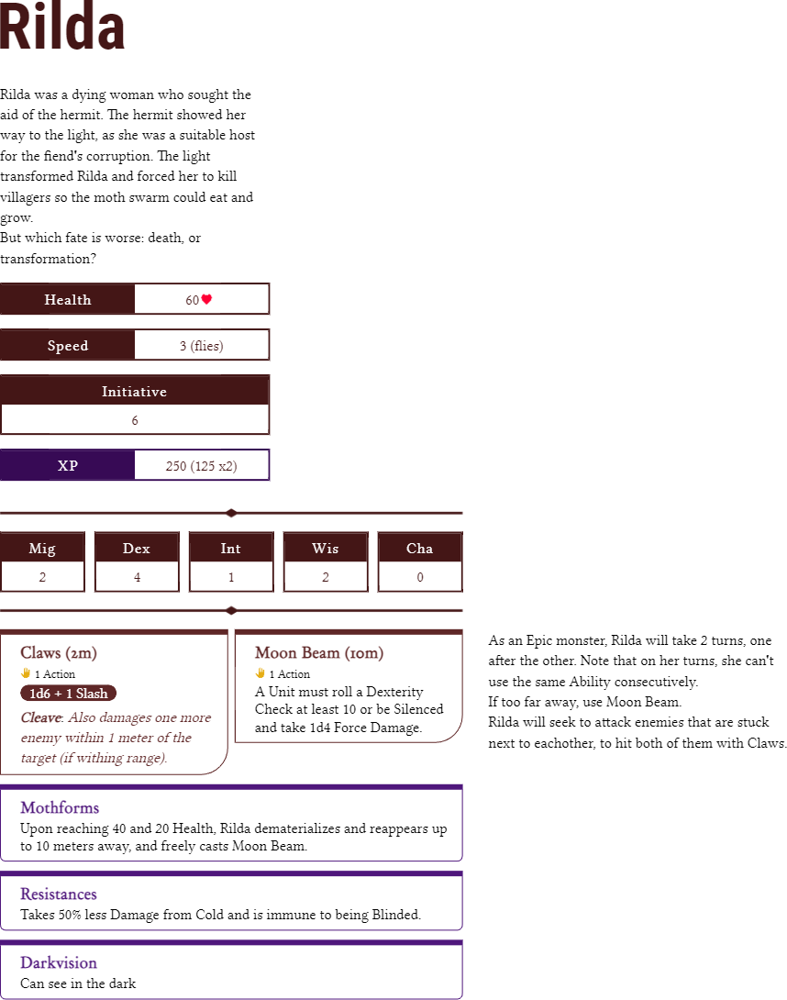 Rilda
Rilda was a dying woman who sought the
aid of the hermit. The hermit showed her
way to the light, as she was a suitable host
for the fiend's corruption. The light
transformed Rilda and forced her to kill
villagers so the moth swarm could eat and
grow.
But which fate is worse: death, or
transformation?
Health
60
Speed
3 (flies)
Initiative
6
XP
250 (125 x2)
Mig
Dex
Int
Wis
Cha
2
4
1
2
0
Claws (2m)
1 Action
1d6 + 1 Slash
Cleave: Also damages one more
enemy within 1 meter of the
target (if withing range).
Moon Beam (10m)
1 Action
A Unit must roll a Dexterity
Check at least 10 or be Silenced
and take 1d4 Force Damage.
As an Epic monster, Rilda will take 2 turns, one
after the other. Note that on her turns, she can't
use the same Ability consecutively.
If too far away, use Moon Beam.
Rilda will seek to attack enemies that are stuck
next to eachother, to hit both of them with Claws.
Mothforms
Upon reaching 40 and 20 Health, Rilda dematerializes and reappears up
to 10 meters away, and freely casts Moon Beam.
Resistances
Takes 50% less Damage from Cold and is immune to being Blinded.
Darkvision
Can see in the dark